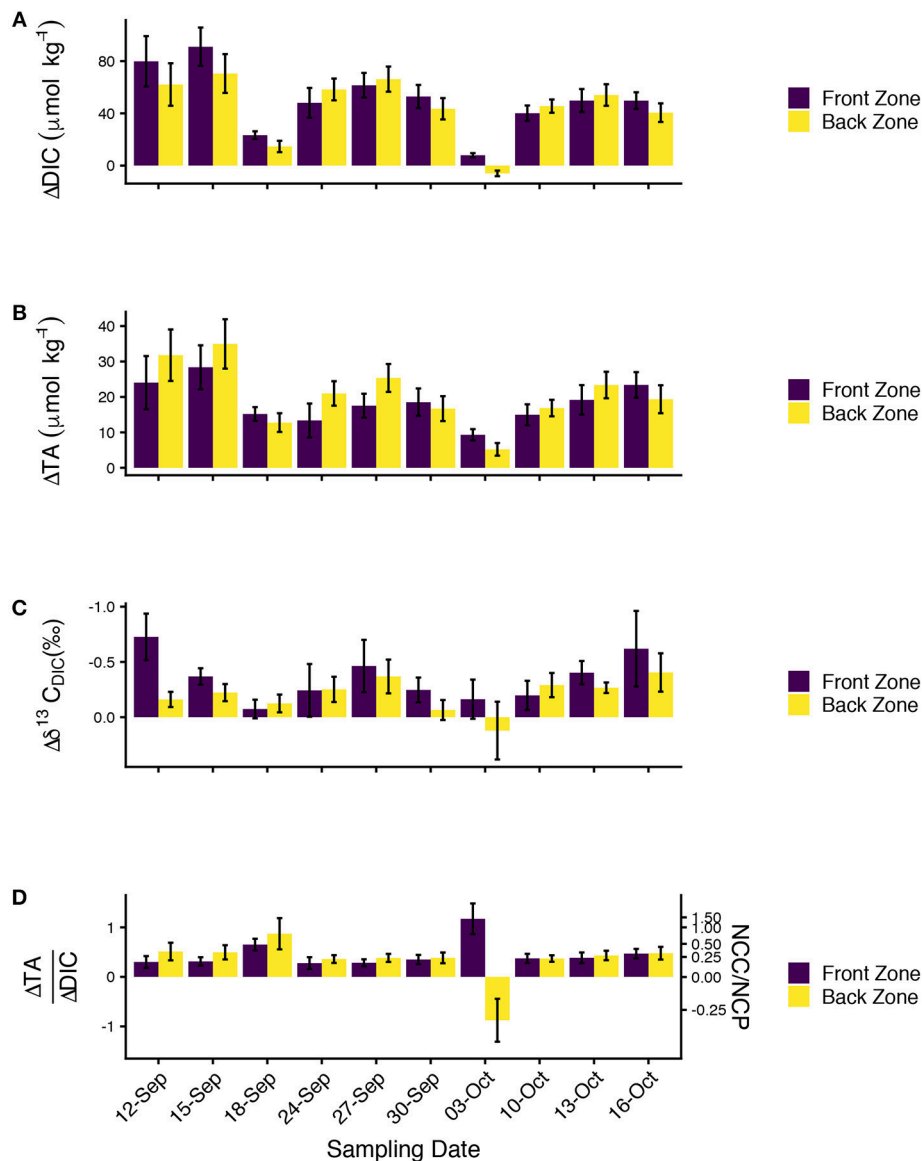 A
ΔDIC (μmol kg⁻¹)
80
40
0
Front Zone
Back Zone
B
ΔTA (μmol kg⁻¹)
40
30
20
10
0
Front Zone
Back Zone
C
Δδ¹³ C_DIC(‰)
-1.0
-0.5
0.0
Front Zone
Back Zone
D
ΔTA
ΔDIC
1
0
-1
1.50
1.00
0.50
0.25
0.00
-0.25
NCC/NCP
Front Zone
Back Zone
12-Sep
15-Sep
18-Sep
24-Sep
27-Sep
30-Sep
03-Oct
10-Oct
13-Oct
16-Oct
Sampling Date